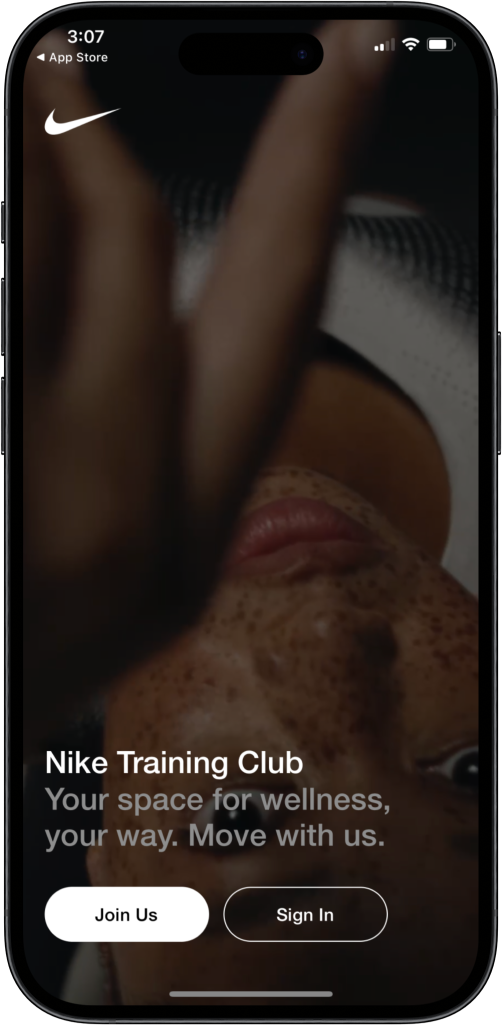 3:07
◀ App Store
Nike Training Club
Your space for wellness,
your way. Move with us.
Join Us
Sign In